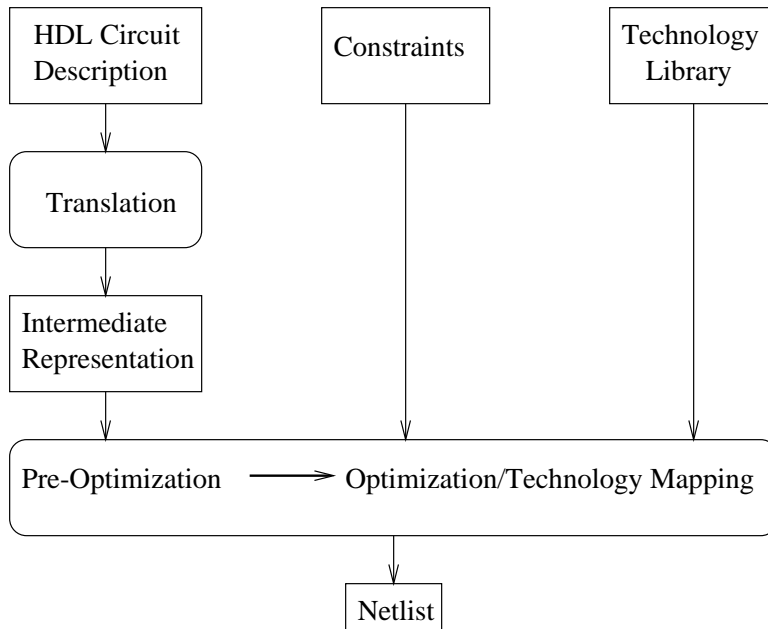 HDL Circuit
Description
Constraints
Technology
Library
Translation
Intermediate
Representation
Pre-Optimization
Optimization/Technology Mapping
Netlist